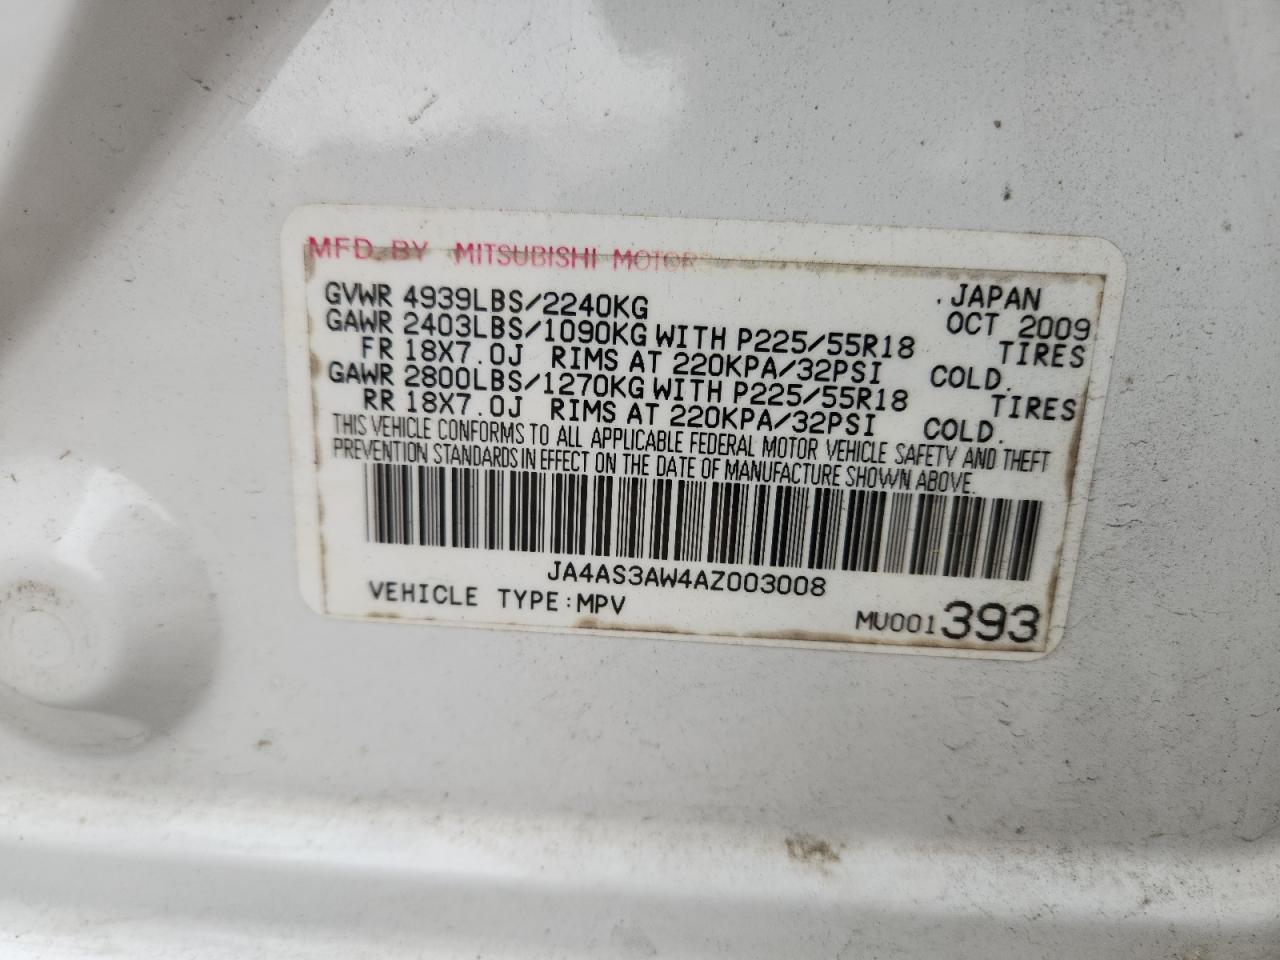 MFD. BY MITSUBISHI MOTORS
GVWR 4939LBS/2240KG . JAPAN
OCT 2009
GAWR 2403LBS/1090KG WITH P225/55R18 TIRES
FR 18X7.0J RIMS AT 220KPA/32PSI COLD.
GAWR 2800LBS/1270KG WITH P225/55R18 TIRES
RR 18X7.0J RIMS AT 220KPA/32PSI COLD.
THIS VEHICLE CONFORMS TO ALL APPLICABLE FEDERAL MOTOR VEHICLE SAFETY AND THEFT
PREVENTION STANDARDS IN EFFECT ON THE DATE OF MANUFACTURE SHOWN ABOVE.
JA4AS3AW4AZ003008
VEHICLE TYPE:MPV
MU001393